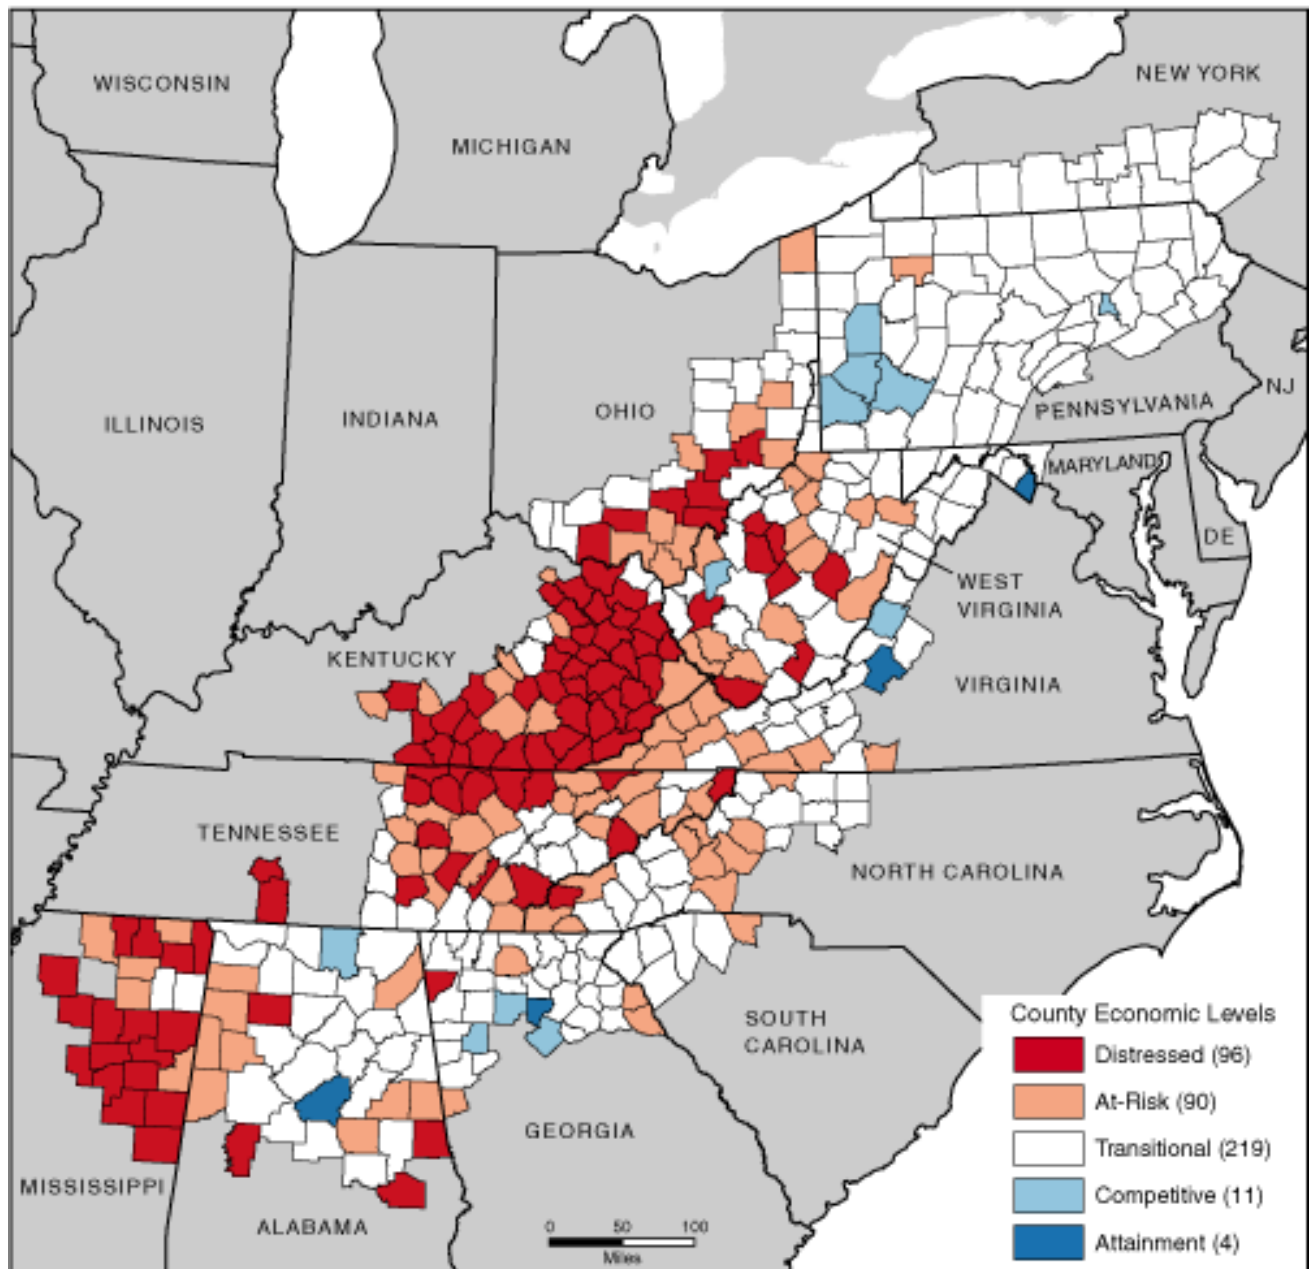 WISCONSIN
NEW YORK
MICHIGAN
ILLINOIS
INDIANA
OHIO
PENNSYLVANIA
NJ
MARYLAND
DE
WEST
VIRGINIA
KENTUCKY
VIRGINIA
TENNESSEE
NORTH CAROLINA
SOUTH
CAROLINA
GEORGIA
MISSISSIPPI
ALABAMA
0 50 100
Miles
County Economic Levels
Distressed (96)
At-Risk (90)
Transitional (219)
Competitive (11)
Attainment (4)